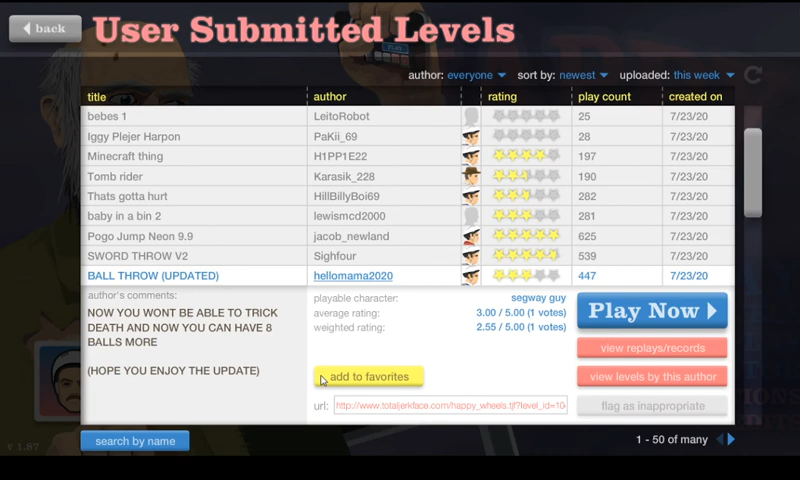 back
User Submitted Levels
author: everyone sort by: newest uploaded: this week
title author rating play count created on
bebes 1 LeitoRobot 25 7/23/20
Iggy Plejer Harpon PaKii_69 28 7/23/20
Minecraft thing H1PP1E22 197 7/23/20
Tomb rider Karasik_228 190 7/23/20
Thats gotta hurt HillBillyBoi69 282 7/23/20
baby in a bin 2 lewismcd2000 281 7/23/20
Pogo Jump Neon 9.9 jacob_newland 625 7/23/20
SWORD THROW V2 Sighfour 539 7/23/20
BALL THROW (UPDATED) hellomama2020 447 7/23/20
author's comments:
NOW YOU WONT BE ABLE TO TRICK
DEATH AND NOW YOU CAN HAVE 8
BALLS MORE
(HOPE YOU ENJOY THE UPDATE)
playable character: segway guy
average rating: 3.00 / 5.00 (1 votes)
weighted rating: 2.55 / 5.00 (1 votes)
add to favorites
url: http://www.totaljerkface.com/happy_wheels.tjf?level_id=10
Play Now
view replays/records
view levels by this author
flag as inappropriate
search by name
1 - 50 of many
v 1.87